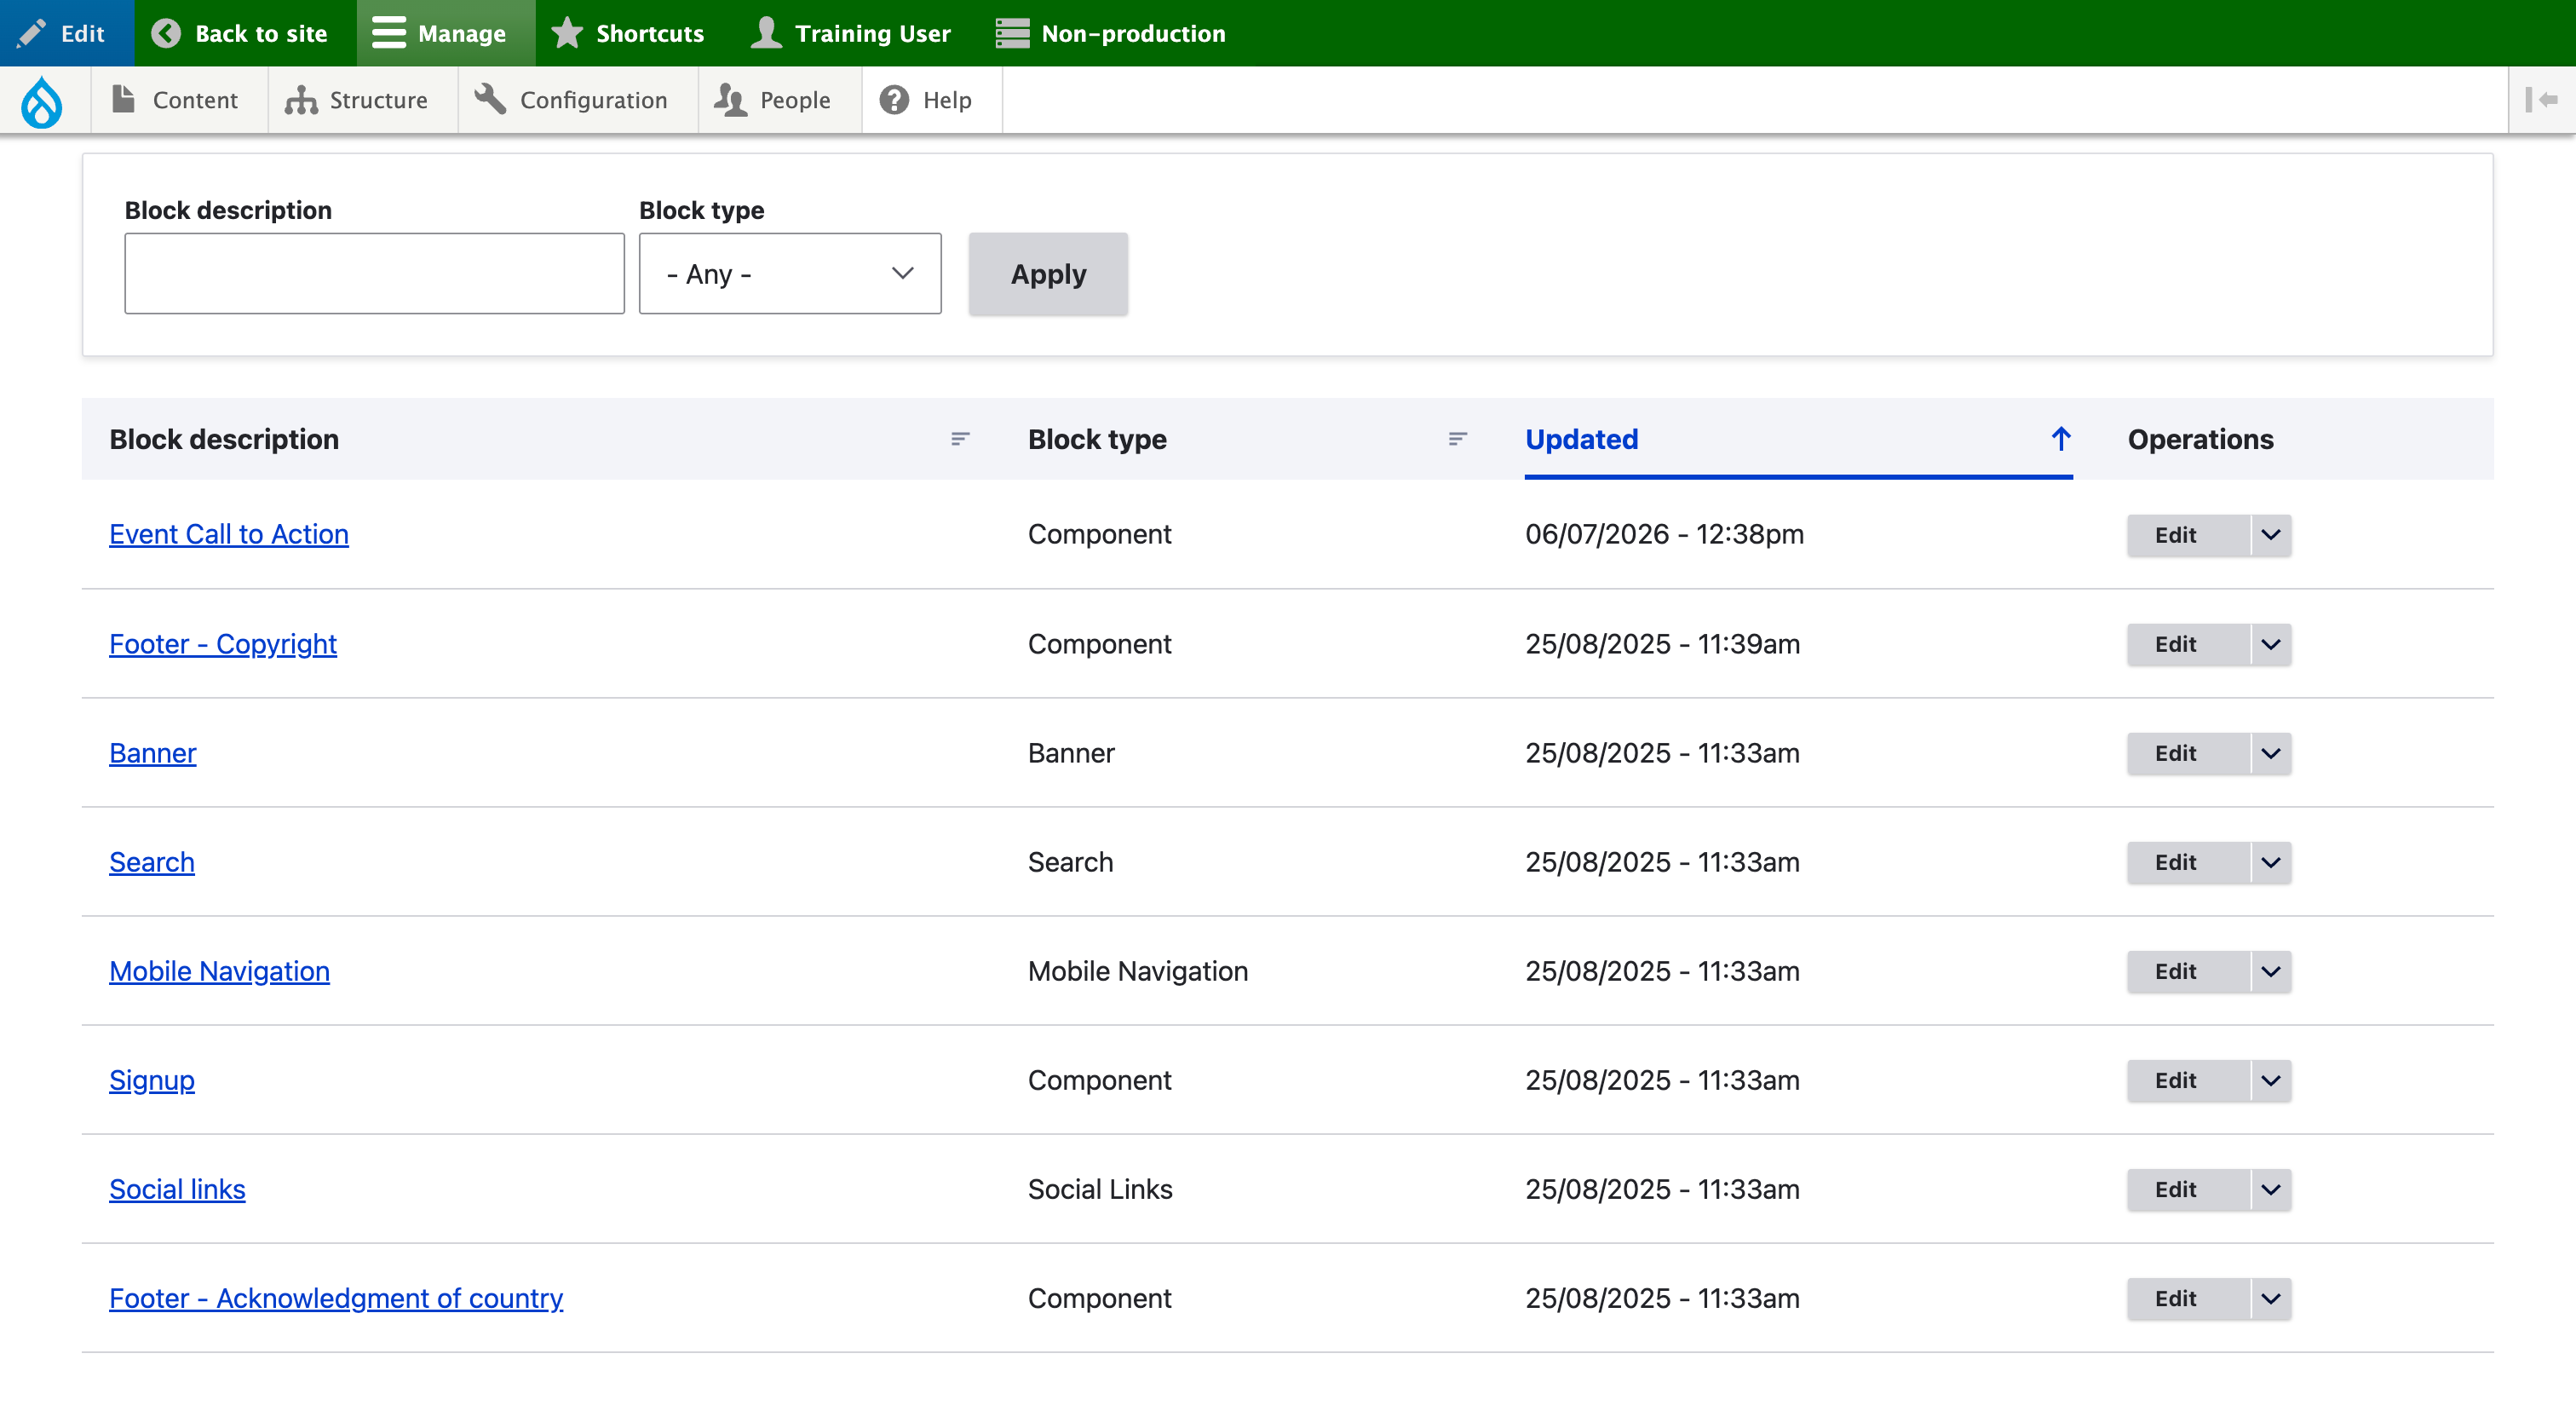 Edit Back to site Manage Shortcuts Training User Non-production
Content Structure Configuration People Help
Block description Block type
- Any - Apply
Block description Block type Updated Operations
Event Call to Action Component 06/07/2026 - 12:38pm Edit
Footer - Copyright Component 25/08/2025 - 11:39am Edit
Banner Banner 25/08/2025 - 11:33am Edit
Search Search 25/08/2025 - 11:33am Edit
Mobile Navigation Mobile Navigation 25/08/2025 - 11:33am Edit
Signup Component 25/08/2025 - 11:33am Edit
Social links Social Links 25/08/2025 - 11:33am Edit
Footer - Acknowledgment of country Component 25/08/2025 - 11:33am Edit